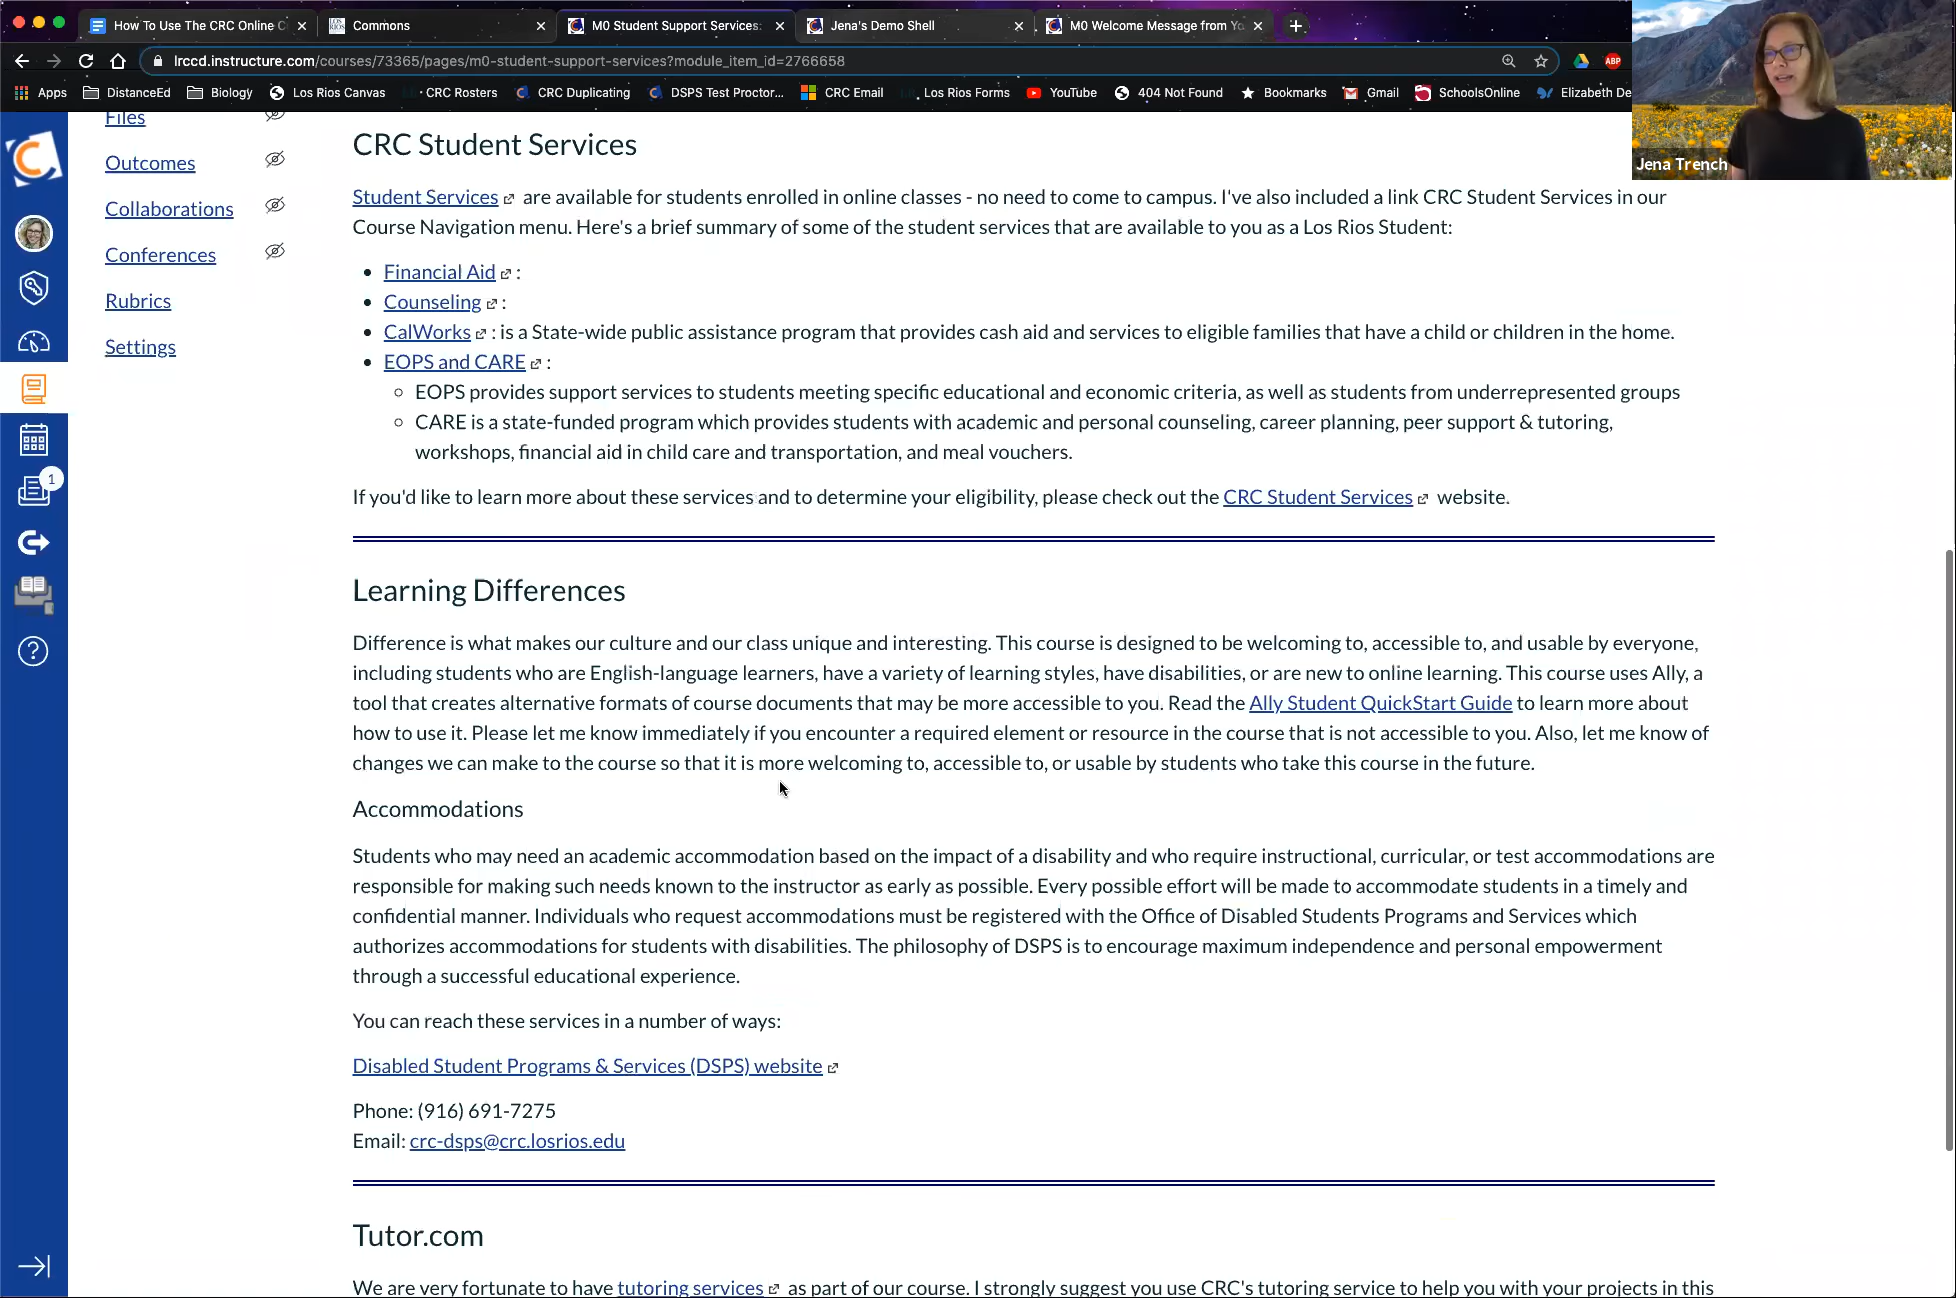 How To Use The CRC Online C
Commons
M0 Student Support Services:
Jena's Demo Shell
M0 Welcome Message from Yo
lrccd.instructure.com/courses/73365/pages/m0-student-support-services?module_item_id=2766658
ABP
Apps
DistanceEd
Biology
Los Rios Canvas
CRC Rosters
CRC Duplicating
DSPS Test Proctor...
CRC Email
Los Rios Forms
YouTube
404 Not Found
Bookmarks
Gmail
SchoolsOnline
Elizabeth De
Jena Trench
Files
Outcomes
Collaborations
Conferences
Rubrics
Settings
1
CRC Student Services
Student Services are available for students enrolled in online classes - no need to come to campus. I've also included a link CRC Student Services in our
Course Navigation menu. Here's a brief summary of some of the student services that are available to you as a Los Rios Student:
Financial Aid :
Counseling :
CalWorks : is a State-wide public assistance program that provides cash aid and services to eligible families that have a child or children in the home.
EOPS and CARE :
EOPS provides support services to students meeting specific educational and economic criteria, as well as students from underrepresented groups
CARE is a state-funded program which provides students with academic and personal counseling, career planning, peer support & tutoring,
workshops, financial aid in child care and transportation, and meal vouchers.
If you'd like to learn more about these services and to determine your eligibility, please check out the CRC Student Services website.
Learning Differences
Difference is what makes our culture and our class unique and interesting. This course is designed to be welcoming to, accessible to, and usable by everyone,
including students who are English-language learners, have a variety of learning styles, have disabilities, or are new to online learning. This course uses Ally, a
tool that creates alternative formats of course documents that may be more accessible to you. Read the Ally Student QuickStart Guide to learn more about
how to use it. Please let me know immediately if you encounter a required element or resource in the course that is not accessible to you. Also, let me know of
changes we can make to the course so that it is more welcoming to, accessible to, or usable by students who take this course in the future.
Accommodations
Students who may need an academic accommodation based on the impact of a disability and who require instructional, curricular, or test accommodations are
responsible for making such needs known to the instructor as early as possible. Every possible effort will be made to accommodate students in a timely and
confidential manner. Individuals who request accommodations must be registered with the Office of Disabled Students Programs and Services which
authorizes accommodations for students with disabilities. The philosophy of DSPS is to encourage maximum independence and personal empowerment
through a successful educational experience.
You can reach these services in a number of ways:
Disabled Student Programs & Services (DSPS) website
Phone: (916) 691-7275
Email: crc-dsps@crc.losrios.edu
Tutor.com
We are very fortunate to have tutoring services as part of our course. I strongly suggest you use CRC's tutoring service to help you with your projects in this